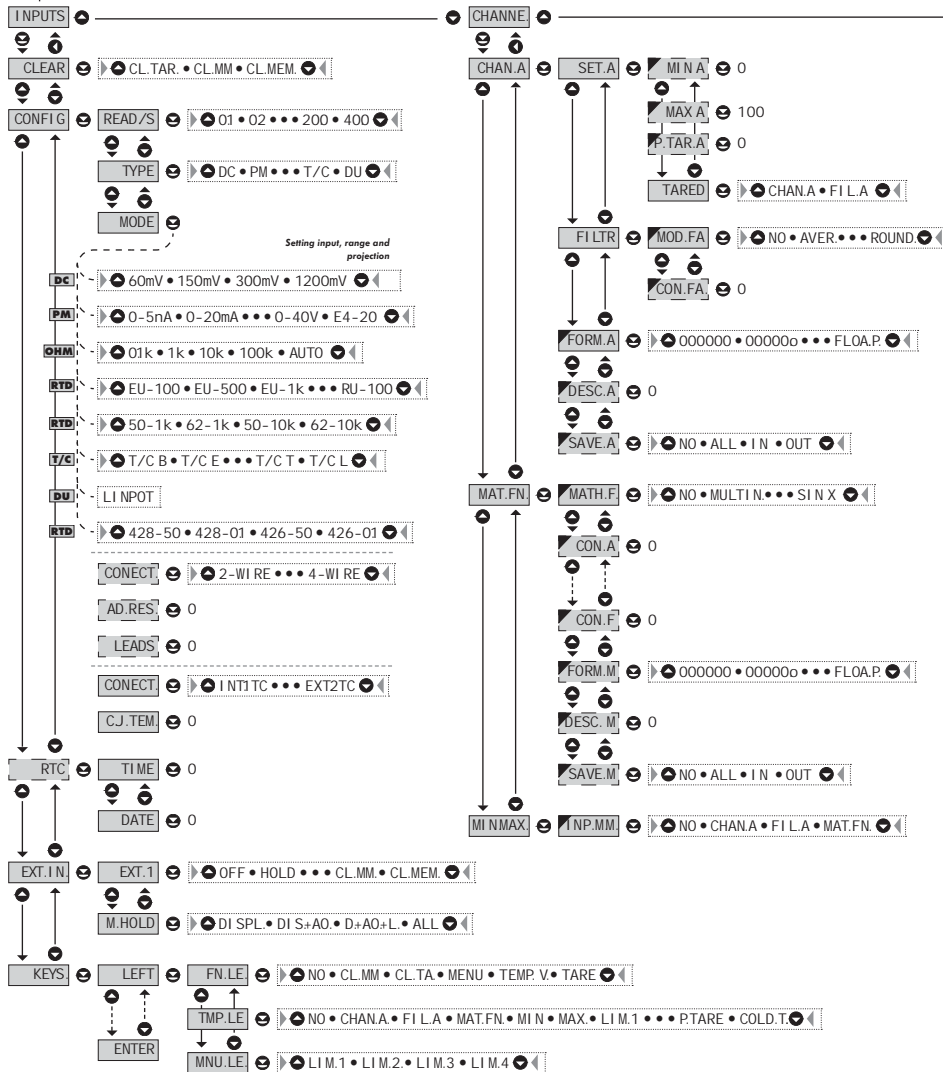 INPUTS
CLEAR
CL.TAR. • CL.MM • CL.MEM.
CONFIG
READ/S
01 • 02 • • • 200 • 400
TYPE
DC • PM • • • T/C • DU
MODE
Setting input, range and
projection
DC
60mV • 150mV • 300mV • 1200mV
PM
0-5nA • 0-20mA • • • 0-40V • E4-20
OHM
01k • 1k • 10k • 100k • AUTO
RTD
EU-100 • EU-500 • EU-1k • • • RU-100
RTD
50-1k • 62-1k • 50-10k • 62-10k
T/C
T/C B • T/C E • • • T/C T • T/C L
DU
LINPOT
RTD
428-50 • 428-01 • 426-50 • 426-01
CONECT.
2-WIRE • • • 4-WIRE
AD.RES.
0
LEADS
0
CONECT.
INT1TC • • • EXT2TC
C.J.TEM.
0
RTC
TIME
0
DATE
0
EXT.IN.
EXT.1
OFF • HOLD • • • CL.MM. • CL.MEM.
M.HOLD
DISPL. • DIS+AO. • D+AO+L. • ALL
KEYS.
LEFT
FN.LE.
NO • CL.MM • CL.TA. • MENU • TEMP. V. • TARE
TMP.LE
NO • CHAN.A. • FIL.A • MAT.FN. • MIN • MAX. • LIM.1 • • • P.TARE • COLD.T.
ENTER
MNU.LE.
LIM.1 • LIM.2. • LIM.3 • LIM.4
CHANNE.
CHAN.A
SET.A
MIN A
0
MAX A
100
P.TAR.A
0
TARED
CHAN.A • FIL.A
FILTR
MOD.FA
NO • AVER. • • • ROUND.
CON.FA.
0
FORM.A
000000 • 00000o • • • FLOA.P.
DESC.A
0
SAVE.A
NO • ALL • IN • OUT
MAT.FN.
MATH.F.
NO • MULTIN. • • • SIN X
CON.A
0
CON.F
0
FORM.M
000000 • 00000o • • • FLOA.P.
DESC. M
0
SAVE.M
NO • ALL • IN • OUT
MINMAX.
INP.MM.
NO • CHAN.A • FIL.A • MAT.FN.